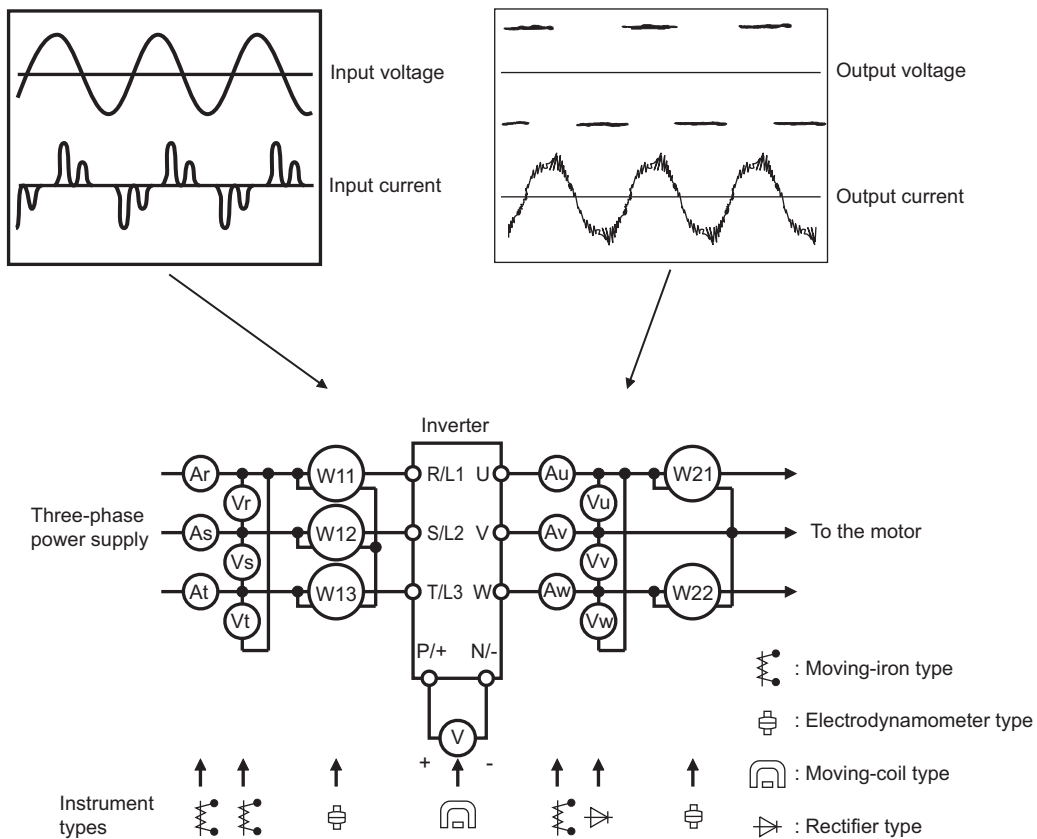 Input voltage
Input current
Output voltage
Output current
Inverter
Ar
W11
R/L1
U
Au
W21
Vr
Vu
Three-phase
power supply
As
W12
S/L2
V
Av
To the motor
Vs
Vv
At
W13
T/L3
W
Aw
W22
Vt
Vw
P/+
N/-
: Moving-iron type
: Electrodynamometer type
V
+
-
: Moving-coil type
Instrument
types
: Rectifier type